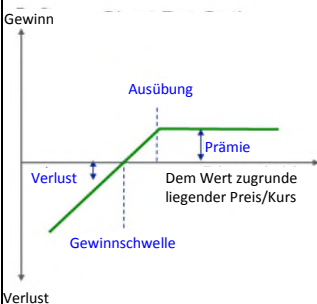 Gewinn
Ausübung
Prämie
Verlust
Dem Wert zugrunde
liegender Preis/Kurs
Gewinnschwelle
Verlust